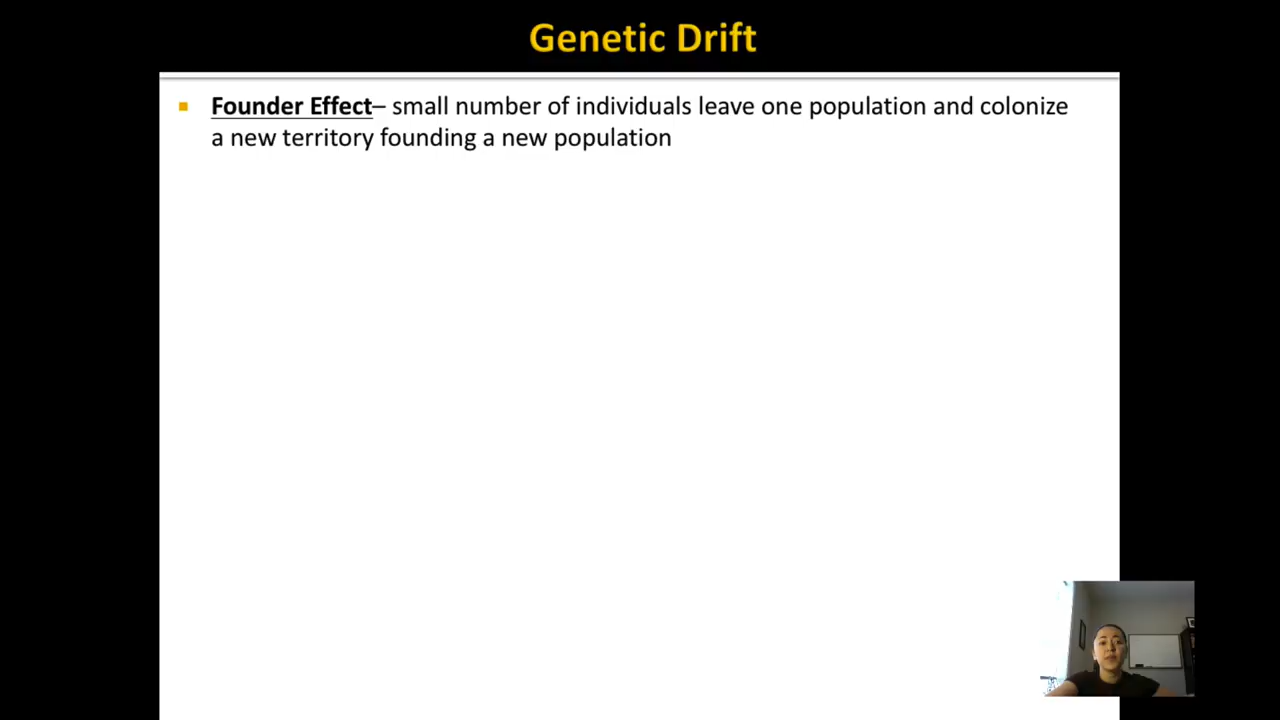 Genetic Drift
Founder Effect– small number of individuals leave one population and colonize
a new territory founding a new population